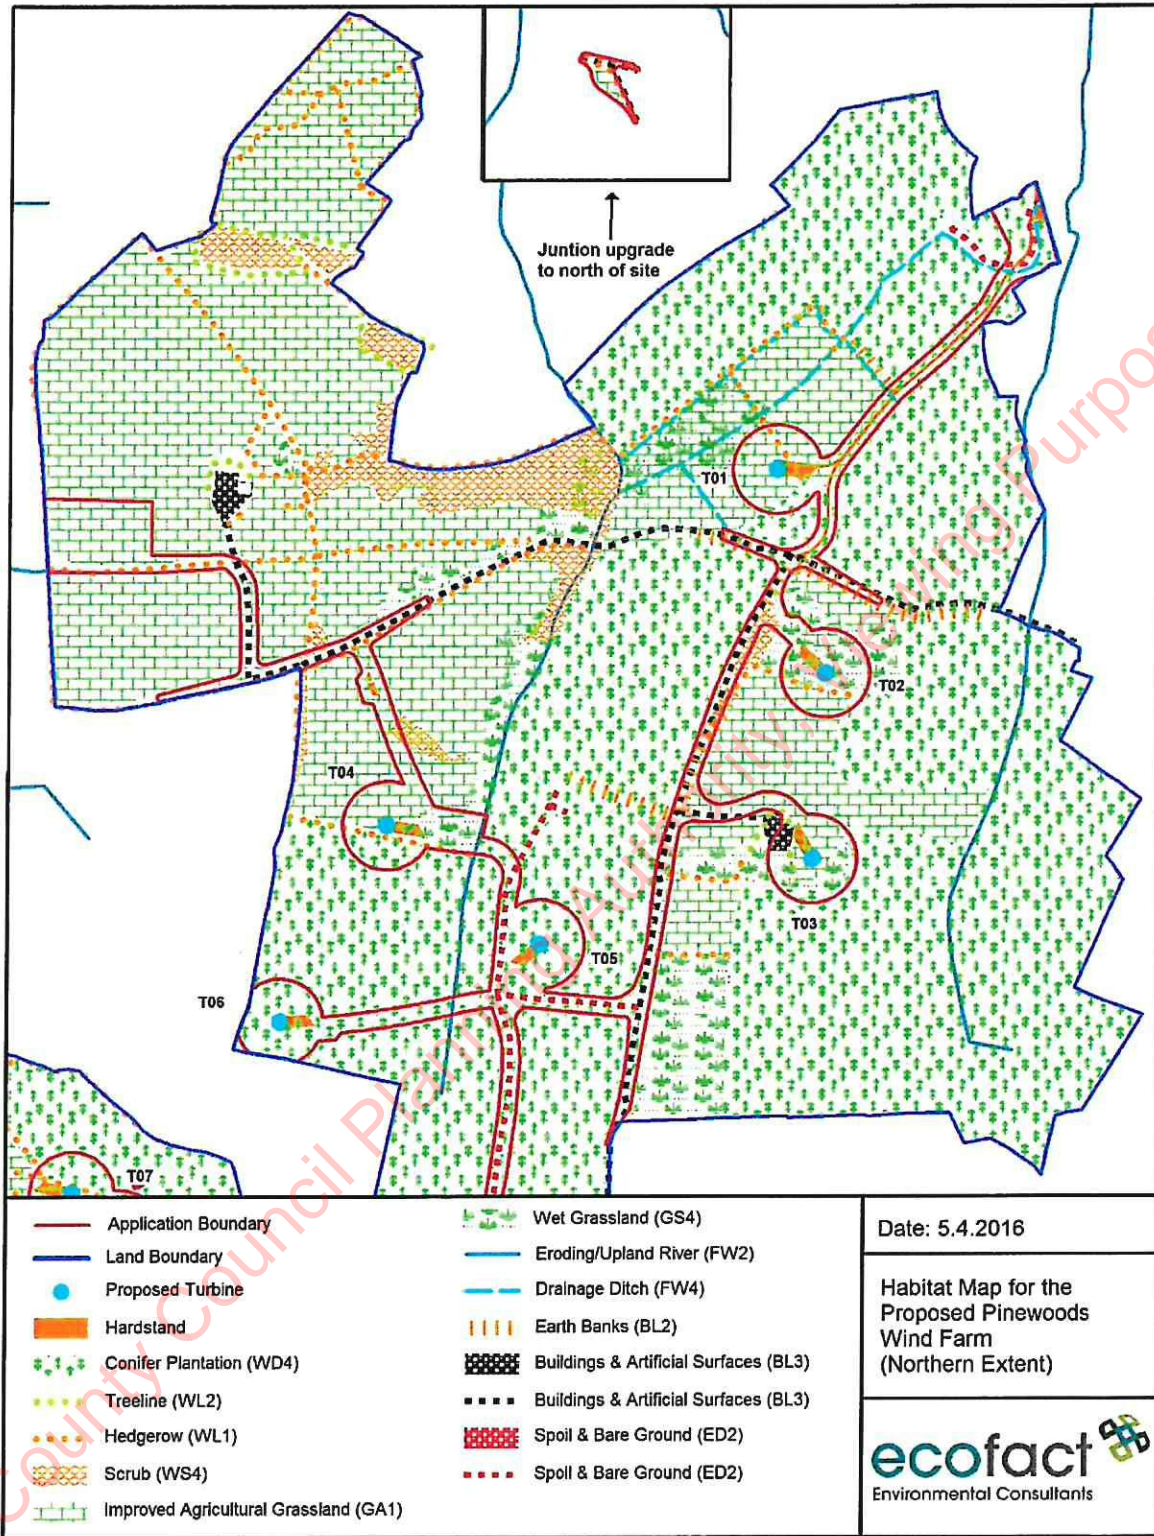 Juntion upgrade
to north of site
T01
T02
T04
T03
T05
T06
T07
County Council Planning Authority, Viewing Purpos
Application Boundary
Land Boundary
Proposed Turbine
Hardstand
Conifer Plantation (WD4)
Treeline (WL2)
Hedgerow (WL1)
Scrub (WS4)
Improved Agricultural Grassland (GA1)
Wet Grassland (GS4)
Eroding/Upland River (FW2)
Drainage Ditch (FW4)
Earth Banks (BL2)
Buildings & Artificial Surfaces (BL3)
Buildings & Artificial Surfaces (BL3)
Spoil & Bare Ground (ED2)
Spoil & Bare Ground (ED2)
Date: 5.4.2016
Habitat Map for the
Proposed Pinewoods
Wind Farm
(Northern Extent)
ecofact
Environmental Consultants